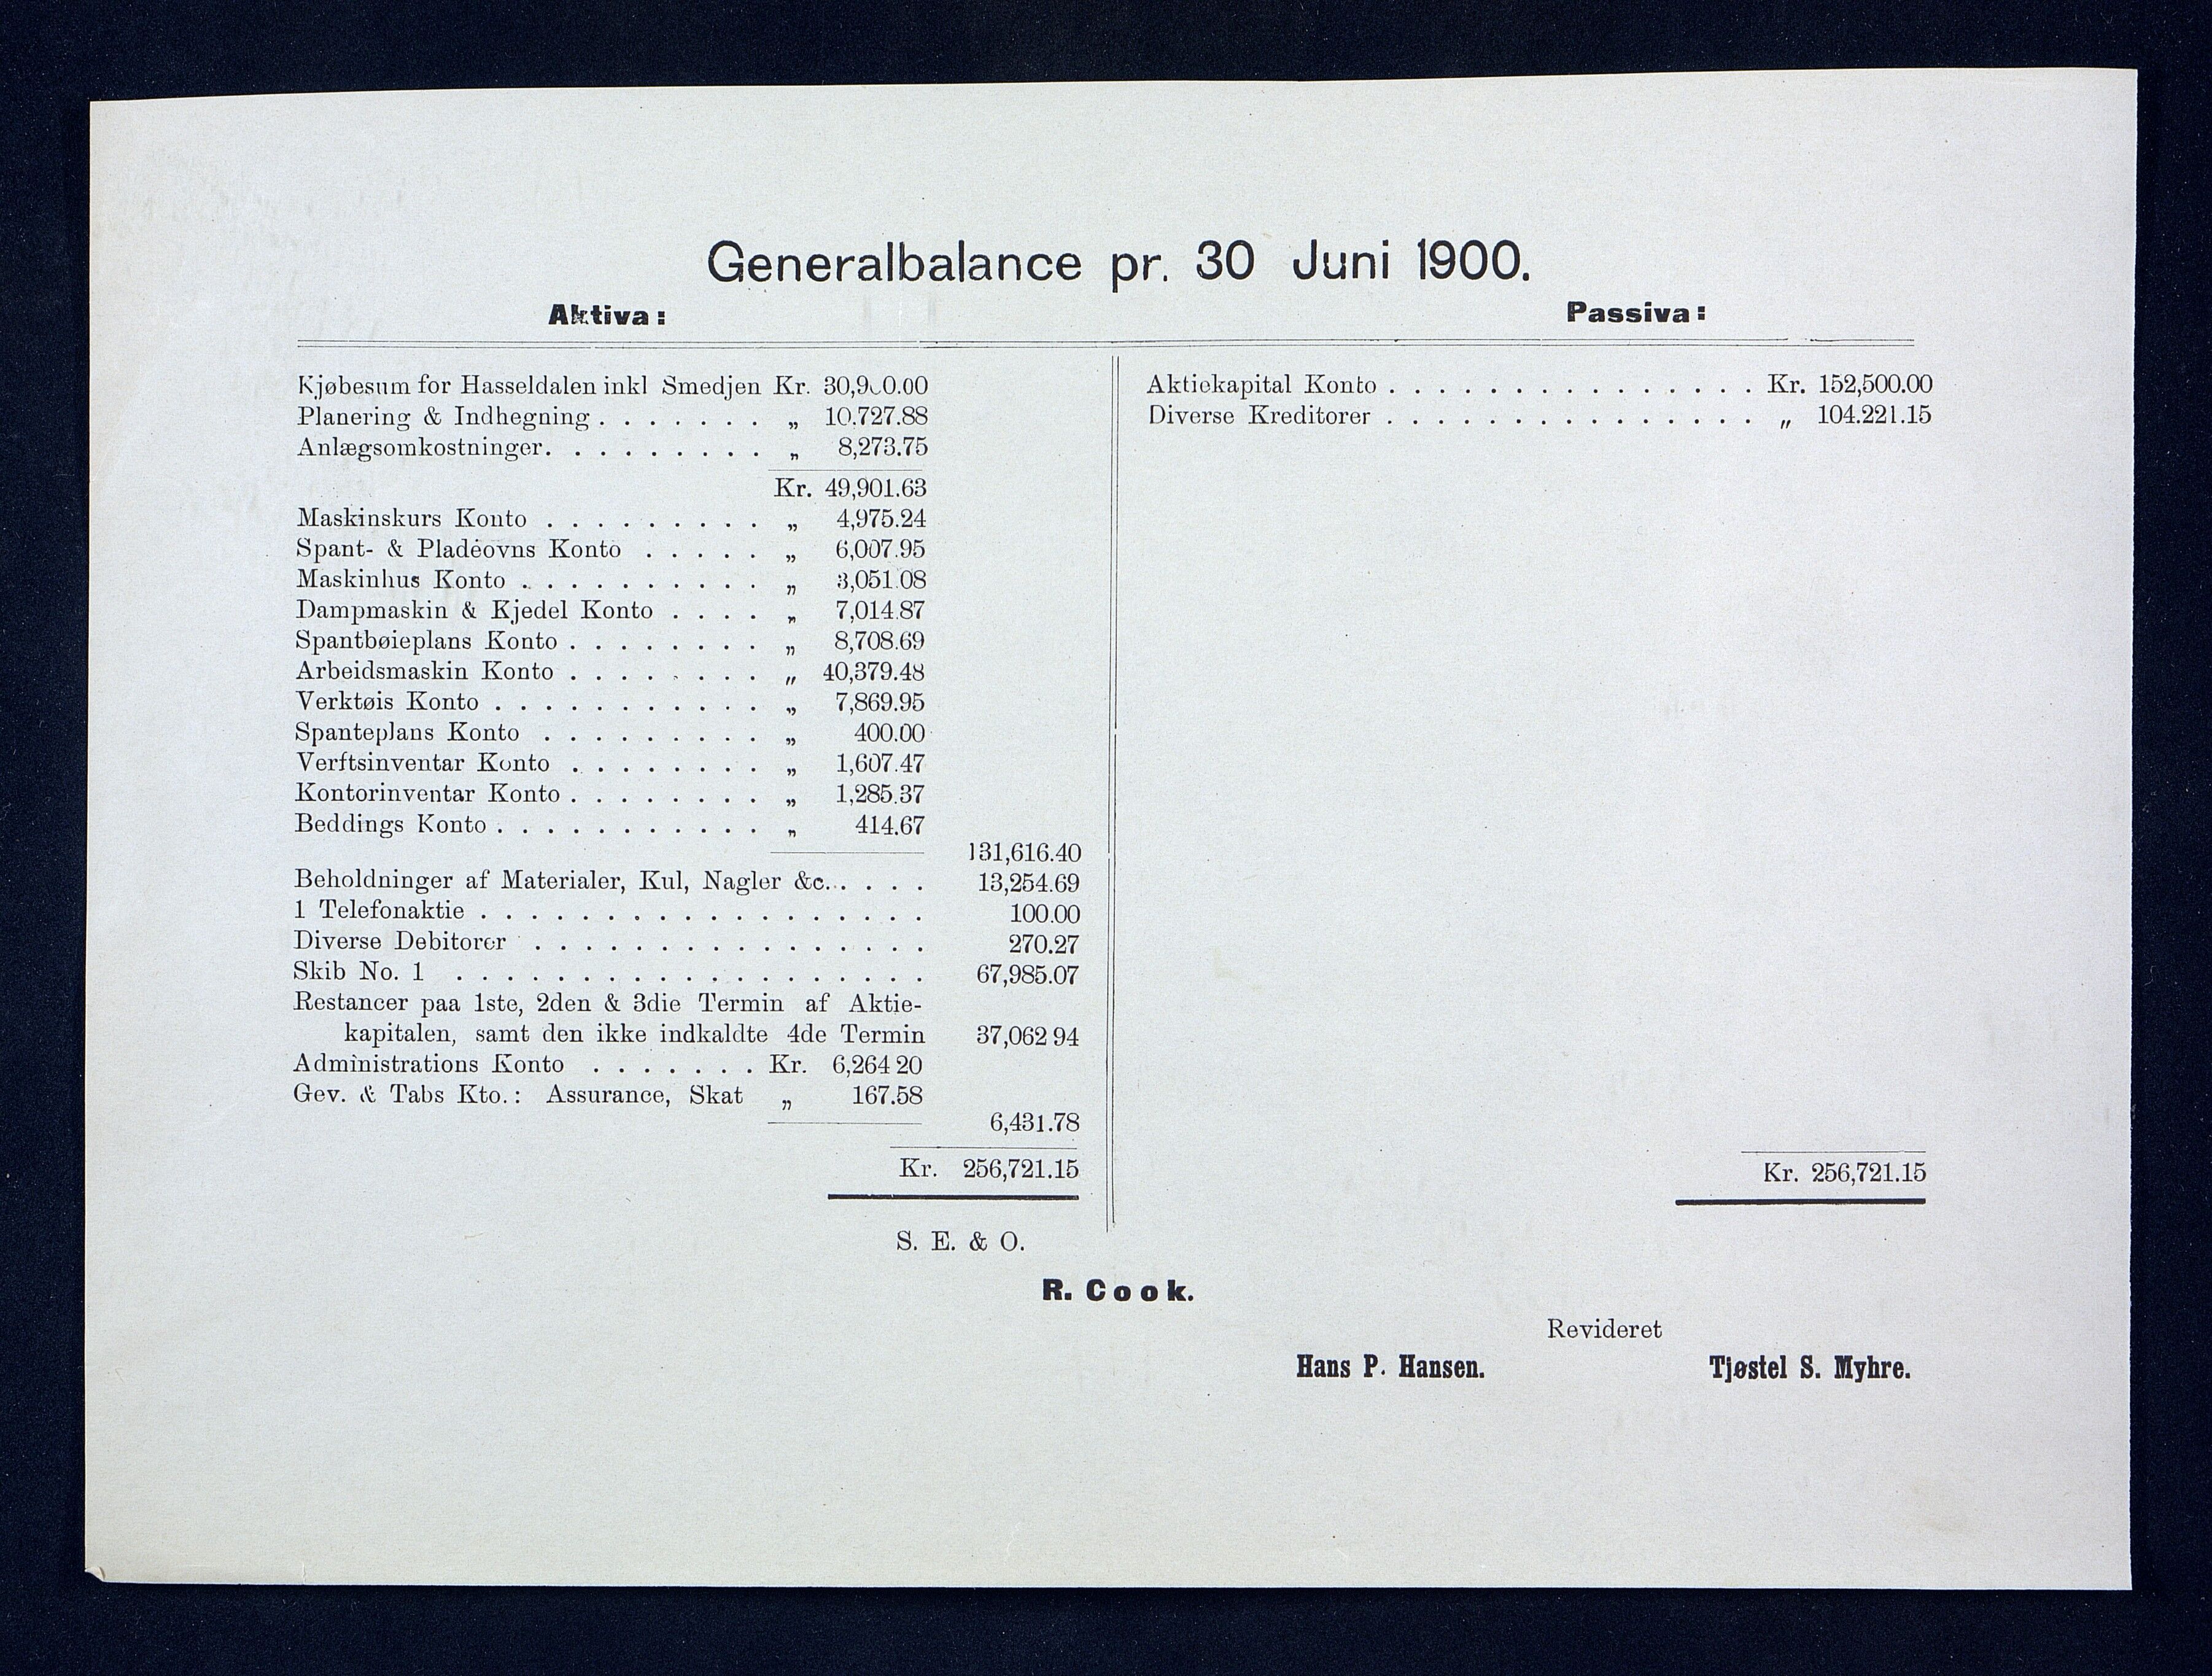 Generalbalance pr. 30 Juni 1900.
Aktiva:
Kjøbesum for Hasseldalen inkl Smedjen Kr. 30,900.00
Planering & Indhegning . . . . . . . „ 10.727.88
Anlægsomkostninger. . . . . . . . . . „ 8,273.75
Kr. 49,901.63
Maskinskurs Konto . . . . . . . . . „ 4,975.24
Spant- & Pladeovns Konto . . . . . „ 6,007.95
Maskinhus Konto . . . . . . . . . . „ 3,051.08
Dampmaskin & Kjedel Konto . . . . „ 7,014.87
Spantbøieplans Konto . . . . . . . . „ 8,708.69
Arbeidsmaskin Konto . . . . . . . . „ 40,379.48
Verktøis Konto . . . . . . . . . . . „ 7,869.95
Spanteplans Konto . . . . . . . . . „ 400.00
Verftsinventar Konto . . . . . . . . „ 1,607.47
Kontorinventar Konto . . . . . . . . „ 1,285.37
Beddings Konto . . . . . . . . . . . „ 414.67
131,616.40
Beholdninger af Materialer, Kul, Nagler &c. . . . . 13,254.69
1 Telefonaktie . . . . . . . . . . . . . . . . . . 100.00
Diverse Debitorer . . . . . . . . . . . . . . . . 270.27
Skib No. 1 . . . . . . . . . . . . . . . . . . . 67,985.07
Restancer paa 1ste, 2den & 3die Termin af Aktie-
kapitalen, samt den ikke indkaldte 4de Termin 37,062 94
Administrations Konto . . . . . . . Kr. 6,264 20
Gev. & Tabs Kto.: Assurance, Skat „ 167.58
6,431.78
Kr. 256,721.15
Passiva:
Aktiekapital Konto . . . . . . . . . . . . . . . Kr. 152,500.00
Diverse Kreditorer . . . . . . . . . . . . . . . „ 104.221.15
Kr. 256,721.15
S. E. & O.
R. Cook.
Revideret
Hans P. Hansen. Tjøstel S. Myhre.